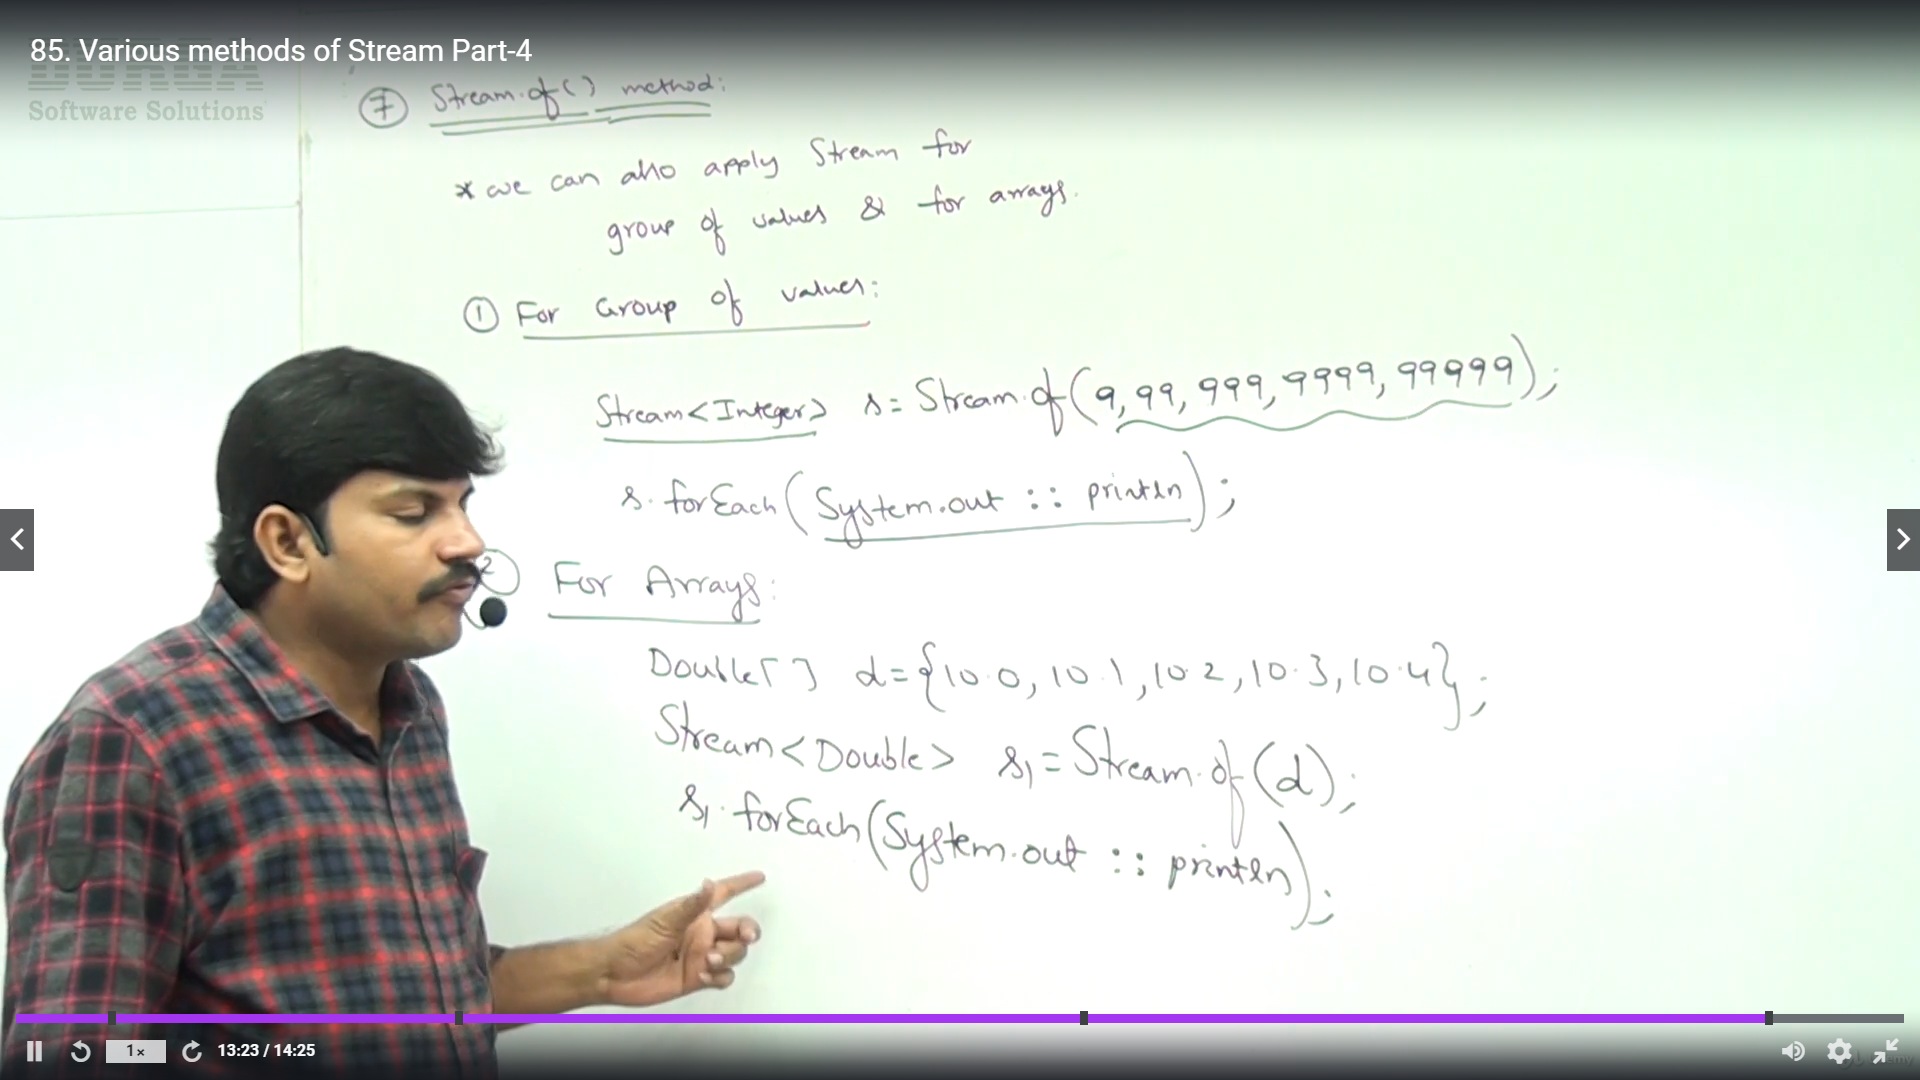 85. Various methods of Stream Part-4
DURGA
Software Solutions
7 Stream.of() method:
* we can also apply Stream for
group of values & for arrays.
1 For Group of values:
Stream<Integer> s = Stream.of(9, 99, 999, 9999, 99999);
s.forEach(System.out :: println);
2 For Arrays:
Double[] d = {10.0, 10.1, 10.2, 10.3, 10.4};
Stream<Double> s1 = Stream.of(d);
s1.forEach(System.out :: println);
1x
13:23 / 14:25